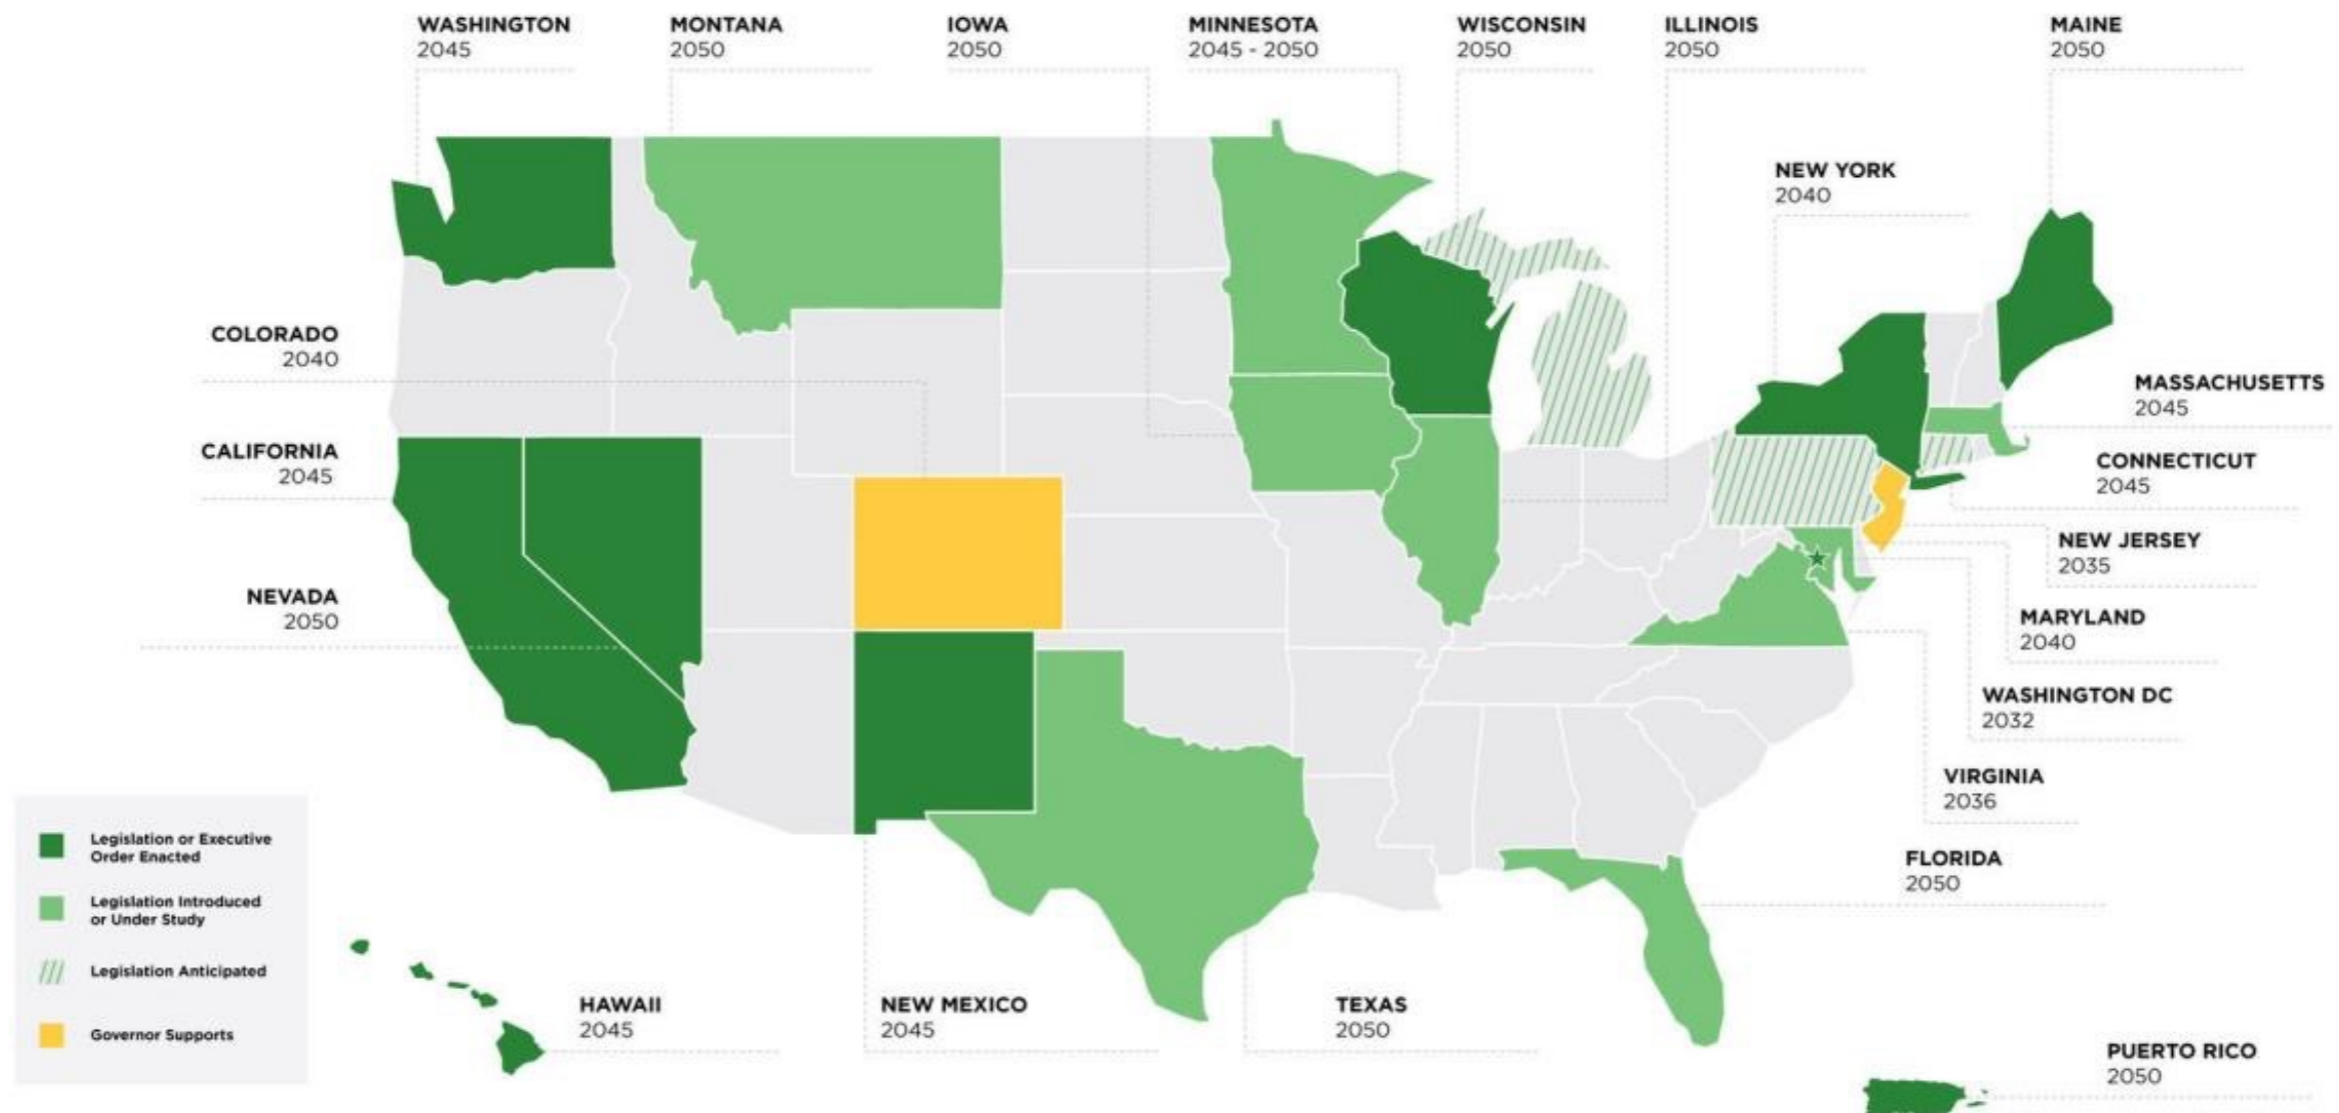 WASHINGTON
2045
MONTANA
2050
IOWA
2050
MINNESOTA
2045 - 2050
WISCONSIN
2050
ILLINOIS
2050
MAINE
2050
NEW YORK
2040
COLORADO
2040
MASSACHUSETTS
2045
CALIFORNIA
2045
CONNECTICUT
2045
NEW JERSEY
2035
NEVADA
2050
MARYLAND
2040
WASHINGTON DC
2032
VIRGINIA
2036
FLORIDA
2050
Legislation or Executive
Order Enacted
Legislation Introduced
or Under Study
Legislation Anticipated
Governor Supports
HAWAII
2045
NEW MEXICO
2045
TEXAS
2050
PUERTO RICO
2050